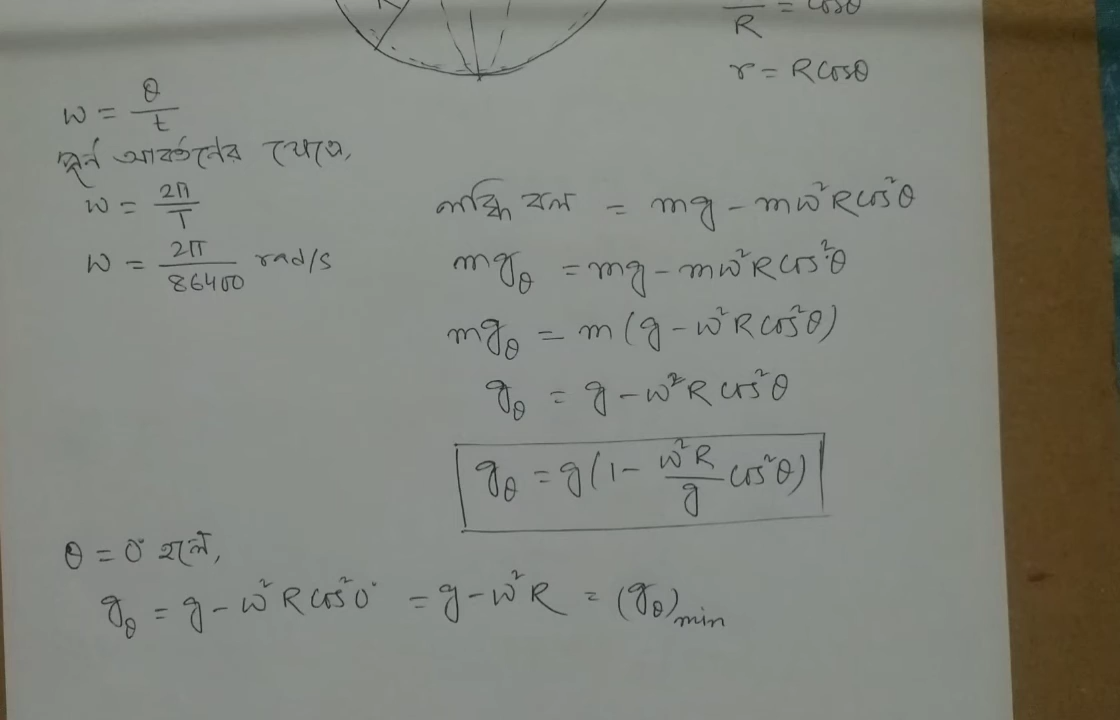 /R = cosθ
r = Rcosθ
ω = θ/t
পূর্ন আবর্তনের ক্ষেত্রে,
ω = 2π/T
ω = 2π/86400 rad/s
লব্ধি বল = mg - mω²Rcos²θ
mg_θ = mg - mω²Rcos²θ
mg_θ = m(g - ω²Rcos²θ)
g_θ = g - ω²Rcos²θ
g_θ = g(1 - ω²R/g cos²θ)
θ = 0° হলে,
g_θ = g - ω²Rcos²0° = g - ω²R = (g_θ)min